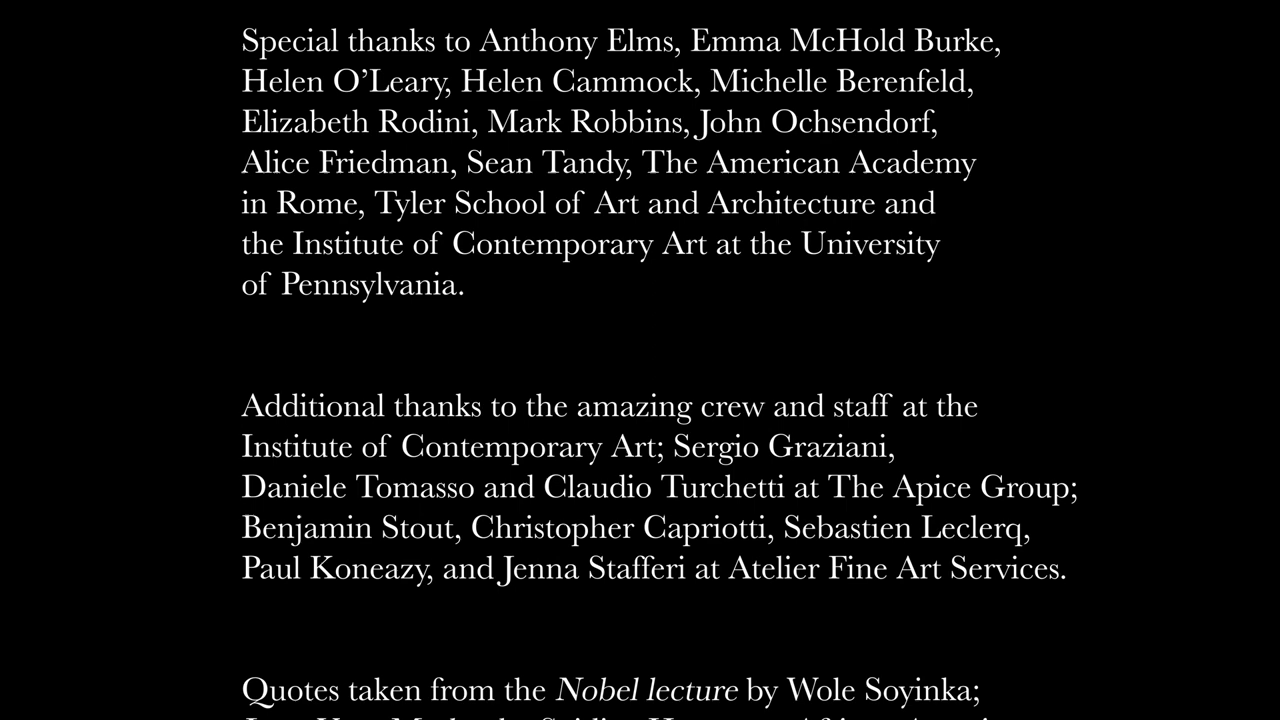 Special thanks to Anthony Elms, Emma McHold Burke,
Helen O’Leary, Helen Cammock, Michelle Berenfeld,
Elizabeth Rodini, Mark Robbins, John Ochsendorf,
Alice Friedman, Sean Tandy, The American Academy
in Rome, Tyler School of Art and Architecture and
the Institute of Contemporary Art at the University
of Pennsylvania.
Additional thanks to the amazing crew and staff at the
Institute of Contemporary Art; Sergio Graziani,
Daniele Tomasso and Claudio Turchetti at The Apice Group;
Benjamin Stout, Christopher Capriotti, Sebastien Leclerq,
Paul Koneazy, and Jenna Stafferi at Atelier Fine Art Services.
Quotes taken from the Nobel lecture by Wole Soyinka;